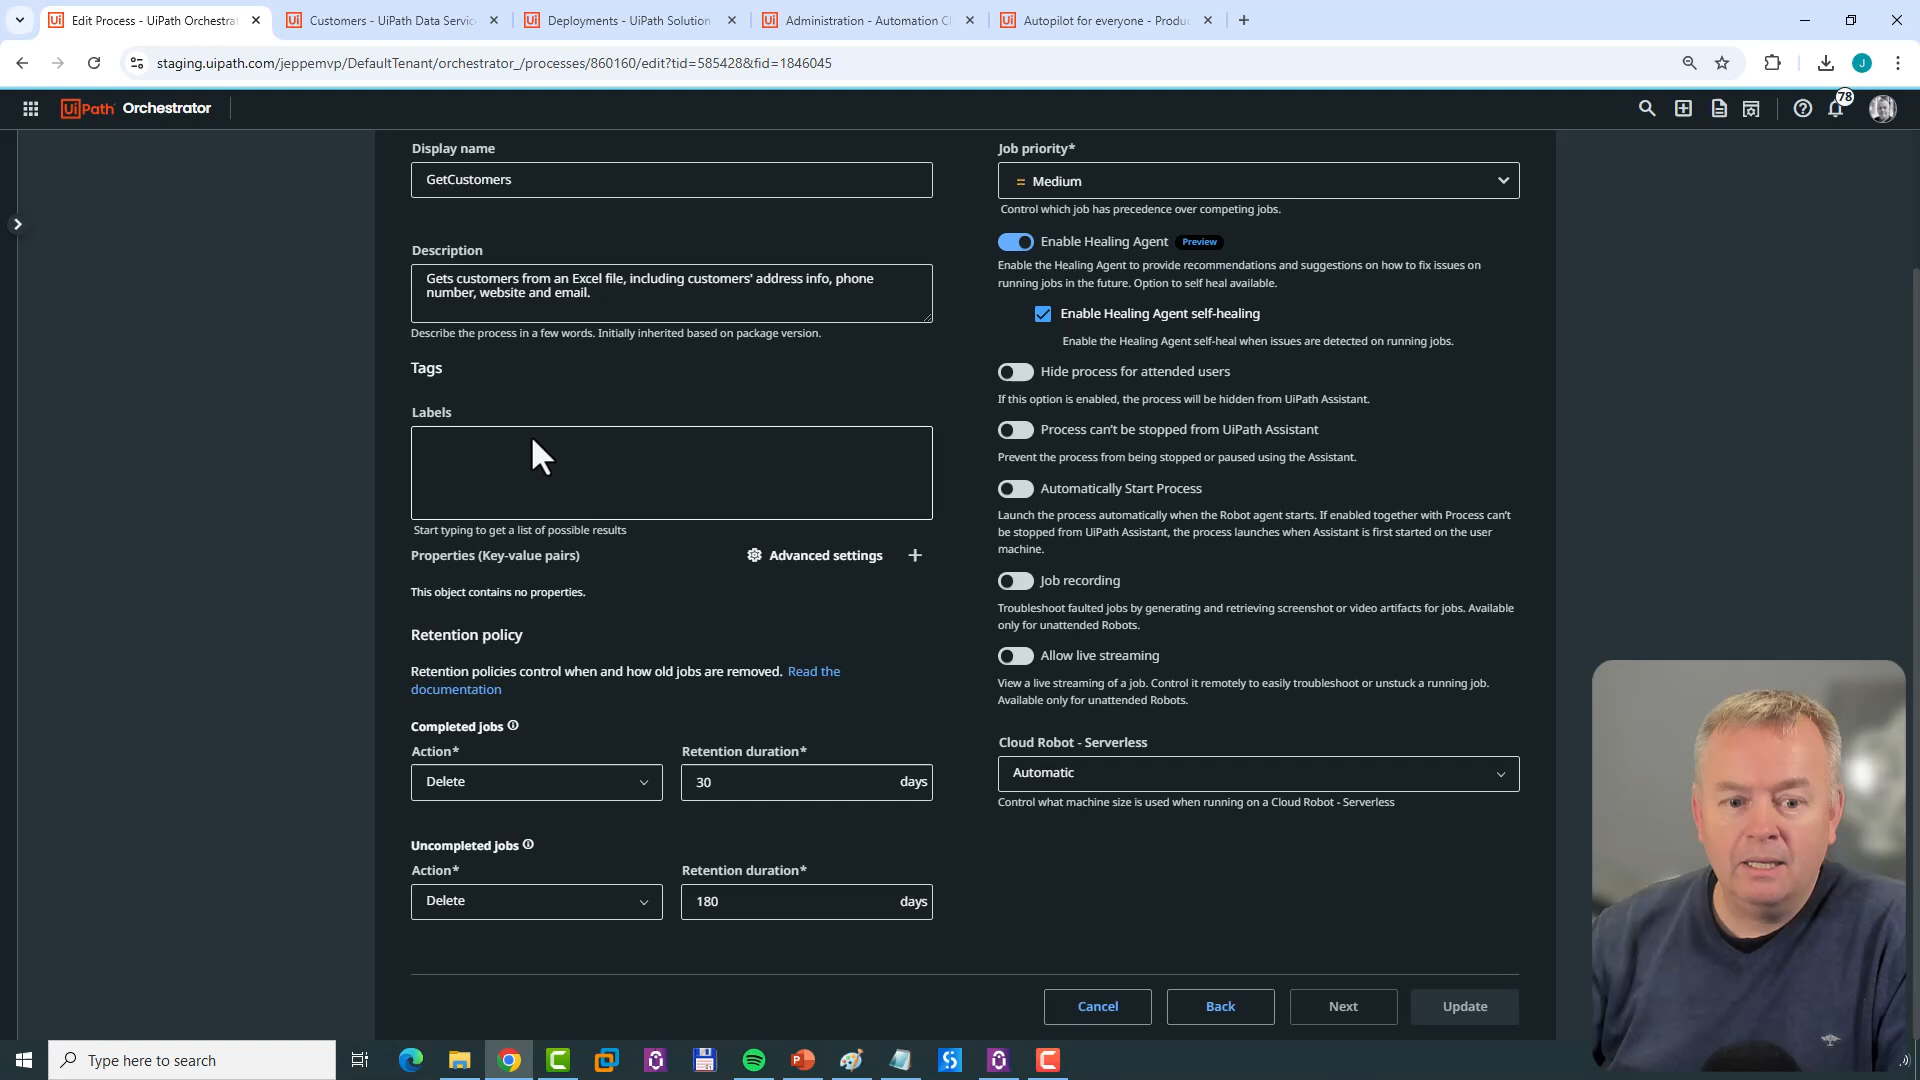 Edit Process - UiPath Orchestrat
Customers - UiPath Data Servic
Deployments - UiPath Solution
Administration - Automation C
Autopilot for everyone - Produ
staging.uipath.com/jeppemvp/DefaultTenant/orchestrator_/processes/860160/edit?tid=585428&fid=1846045
J
UiPath Orchestrator
78
Display name
GetCustomers
Description
Gets customers from an Excel file, including customers' address info, phone
number, website and email.
Describe the process in a few words. Initially inherited based on package version.
Tags
Labels
Start typing to get a list of possible results
Properties (Key-value pairs)
Advanced settings
This object contains no properties.
Retention policy
Retention policies control when and how old jobs are removed. Read the
documentation
Completed jobs
Action*
Retention duration*
Delete
30
days
Uncompleted jobs
Action*
Retention duration*
Delete
180
days
Job priority*
Medium
Control which job has precedence over competing jobs.
Enable Healing Agent Preview
Enable the Healing Agent to provide recommendations and suggestions on how to fix issues on
running jobs in the future. Option to self heal available.
Enable Healing Agent self-healing
Enable the Healing Agent self-heal when issues are detected on running jobs.
Hide process for attended users
If this option is enabled, the process will be hidden from UiPath Assistant.
Process can't be stopped from UiPath Assistant
Prevent the process from being stopped or paused using the Assistant.
Automatically Start Process
Launch the process automatically when the Robot agent starts. If enabled together with Process can't
be stopped from UiPath Assistant, the process launches when Assistant is first started on the user
machine.
Job recording
Troubleshoot faulted jobs by generating and retrieving screenshot or video artifacts for jobs. Available
only for unattended Robots.
Allow live streaming
View a live streaming of a job. Control it remotely to easily troubleshoot or unstuck a running job.
Available only for unattended Robots.
Cloud Robot - Serverless
Automatic
Control what machine size is used when running on a Cloud Robot - Serverless
Cancel
Back
Next
Update
Type here to search